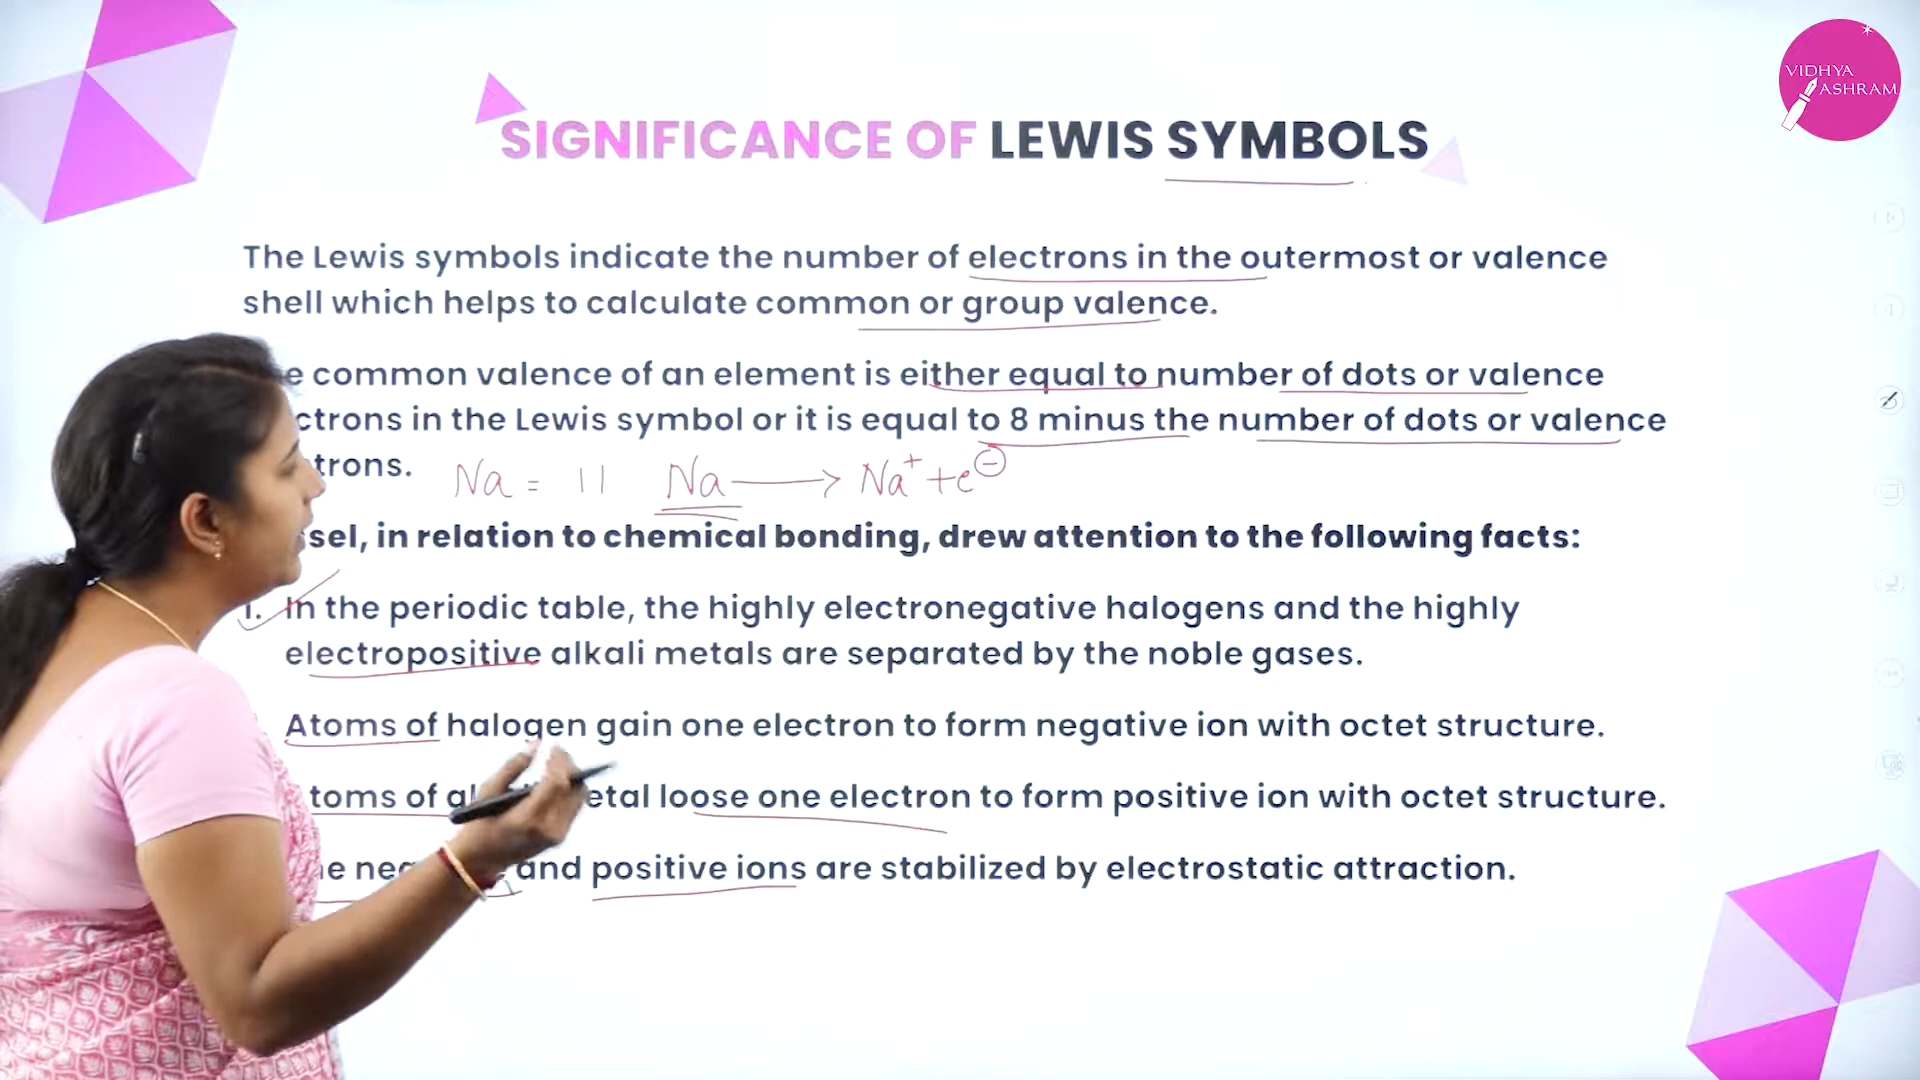 VIDHYA
ASHRAM
SIGNIFICANCE OF LEWIS SYMBOLS
The Lewis symbols indicate the number of electrons in the outermost or valence
shell which helps to calculate common or group valence.
e common valence of an element is either equal to number of dots or valence
ctrons in the Lewis symbol or it is equal to 8 minus the number of dots or valence
trons.
Na = 11 Na → Na⁺ + e⊖
ssel, in relation to chemical bonding, drew attention to the following facts:
i. In the periodic table, the highly electronegative halogens and the highly
electropositive alkali metals are separated by the noble gases.
Atoms of halogen gain one electron to form negative ion with octet structure.
toms of al etal loose one electron to form positive ion with octet structure.
e neg and positive ions are stabilized by electrostatic attraction.